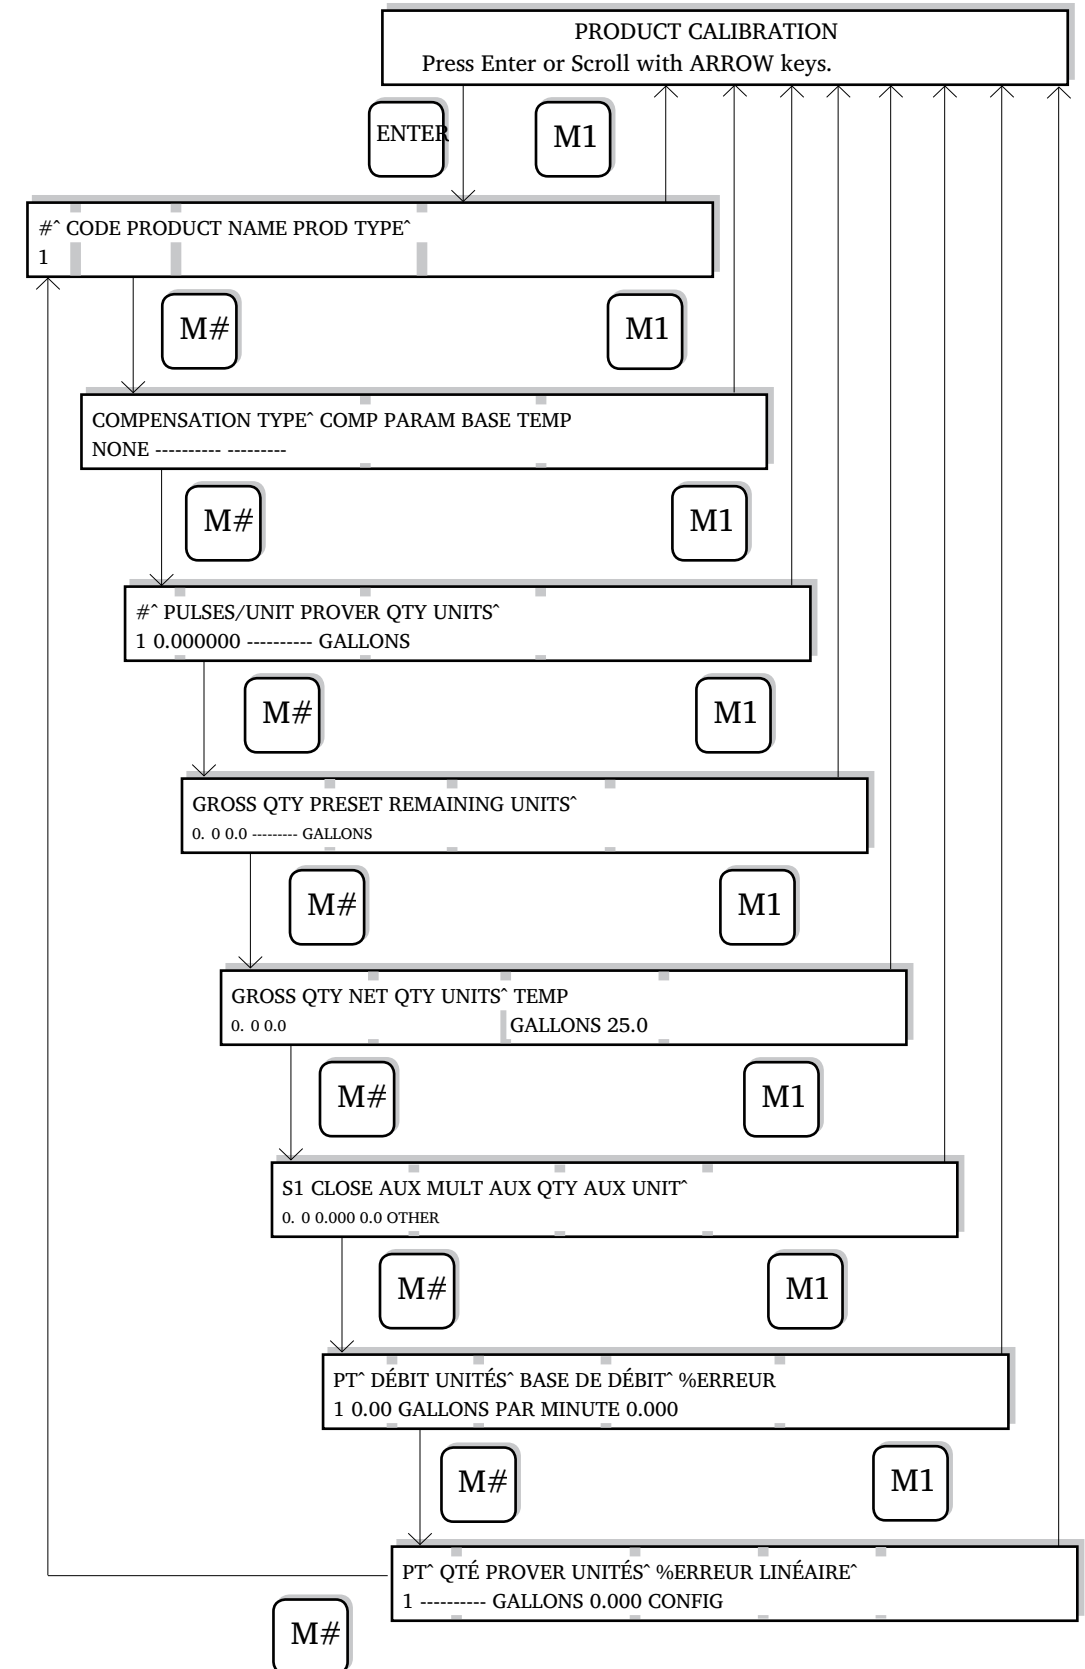 PRODUCT CALIBRATION
Press Enter or Scroll with ARROW keys.
ENTER
M1
#ˆ CODE PRODUCT NAME PROD TYPEˆ
1
M#
M1
COMPENSATION TYPEˆ COMP PARAM BASE TEMP
NONE ---------- ---------
M#
M1
#ˆ PULSES/UNIT PROVER QTY UNITSˆ
1 0.000000 ---------- GALLONS
M#
M1
GROSS QTY PRESET REMAINING UNITSˆ
0. 0 0.0 --------- GALLONS
M#
M1
GROSS QTY NET QTY UNITSˆ TEMP
0. 0 0.0 GALLONS 25.0
M#
M1
S1 CLOSE AUX MULT AUX QTY AUX UNITˆ
0. 0 0.000 0.0 OTHER
M#
M1
PTˆ DÉBIT UNITÉSˆ BASE DE DÉBITˆ %ERREUR
1 0.00 GALLONS PAR MINUTE 0.000
M#
M1
PTˆ QTÉ PROVER UNITÉSˆ %ERREUR LINÉAIREˆ
1 ---------- GALLONS 0.000 CONFIG
M#